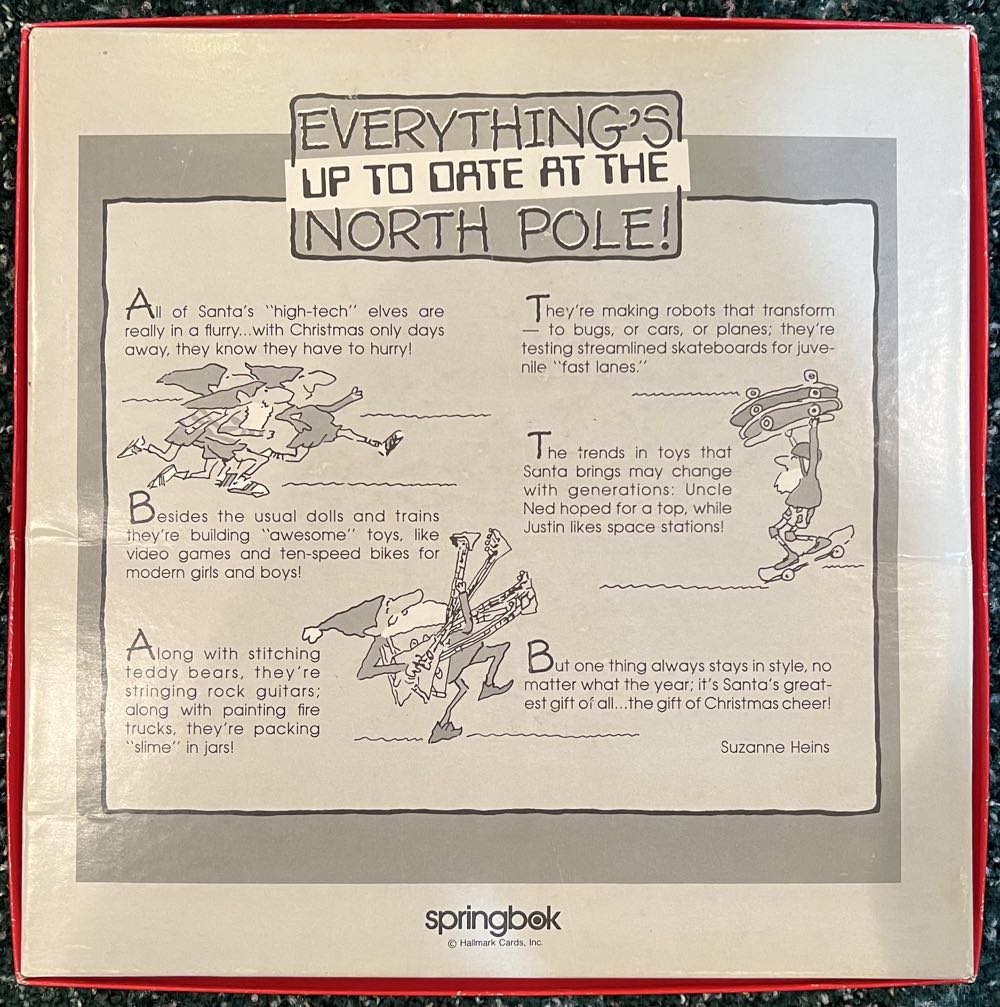 EVERYTHING'S
UP TO DATE AT THE
NORTH POLE!
All of Santa's "high-tech" elves are
really in a flurry...with Christmas only days
away, they know they have to hurry!
Besides the usual dolls and trains
they're building "awesome" toys, like
video games and ten-speed bikes for
modern girls and boys!
Along with stitching
teddy bears, they're
stringing rock guitars;
along with painting fire
trucks, they're packing
"slime" in jars!
They're making robots that transform
— to bugs, or cars, or planes; they're
testing streamlined skateboards for juve-
nile "fast lanes."
The trends in toys that
Santa brings may change
with generations: Uncle
Ned hoped for a top, while
Justin likes space stations!
But one thing always stays in style, no
matter what the year; it's Santa's great-
est gift of all...the gift of Christmas cheer!
Suzanne Heins
springbok
© Hallmark Cards, Inc.